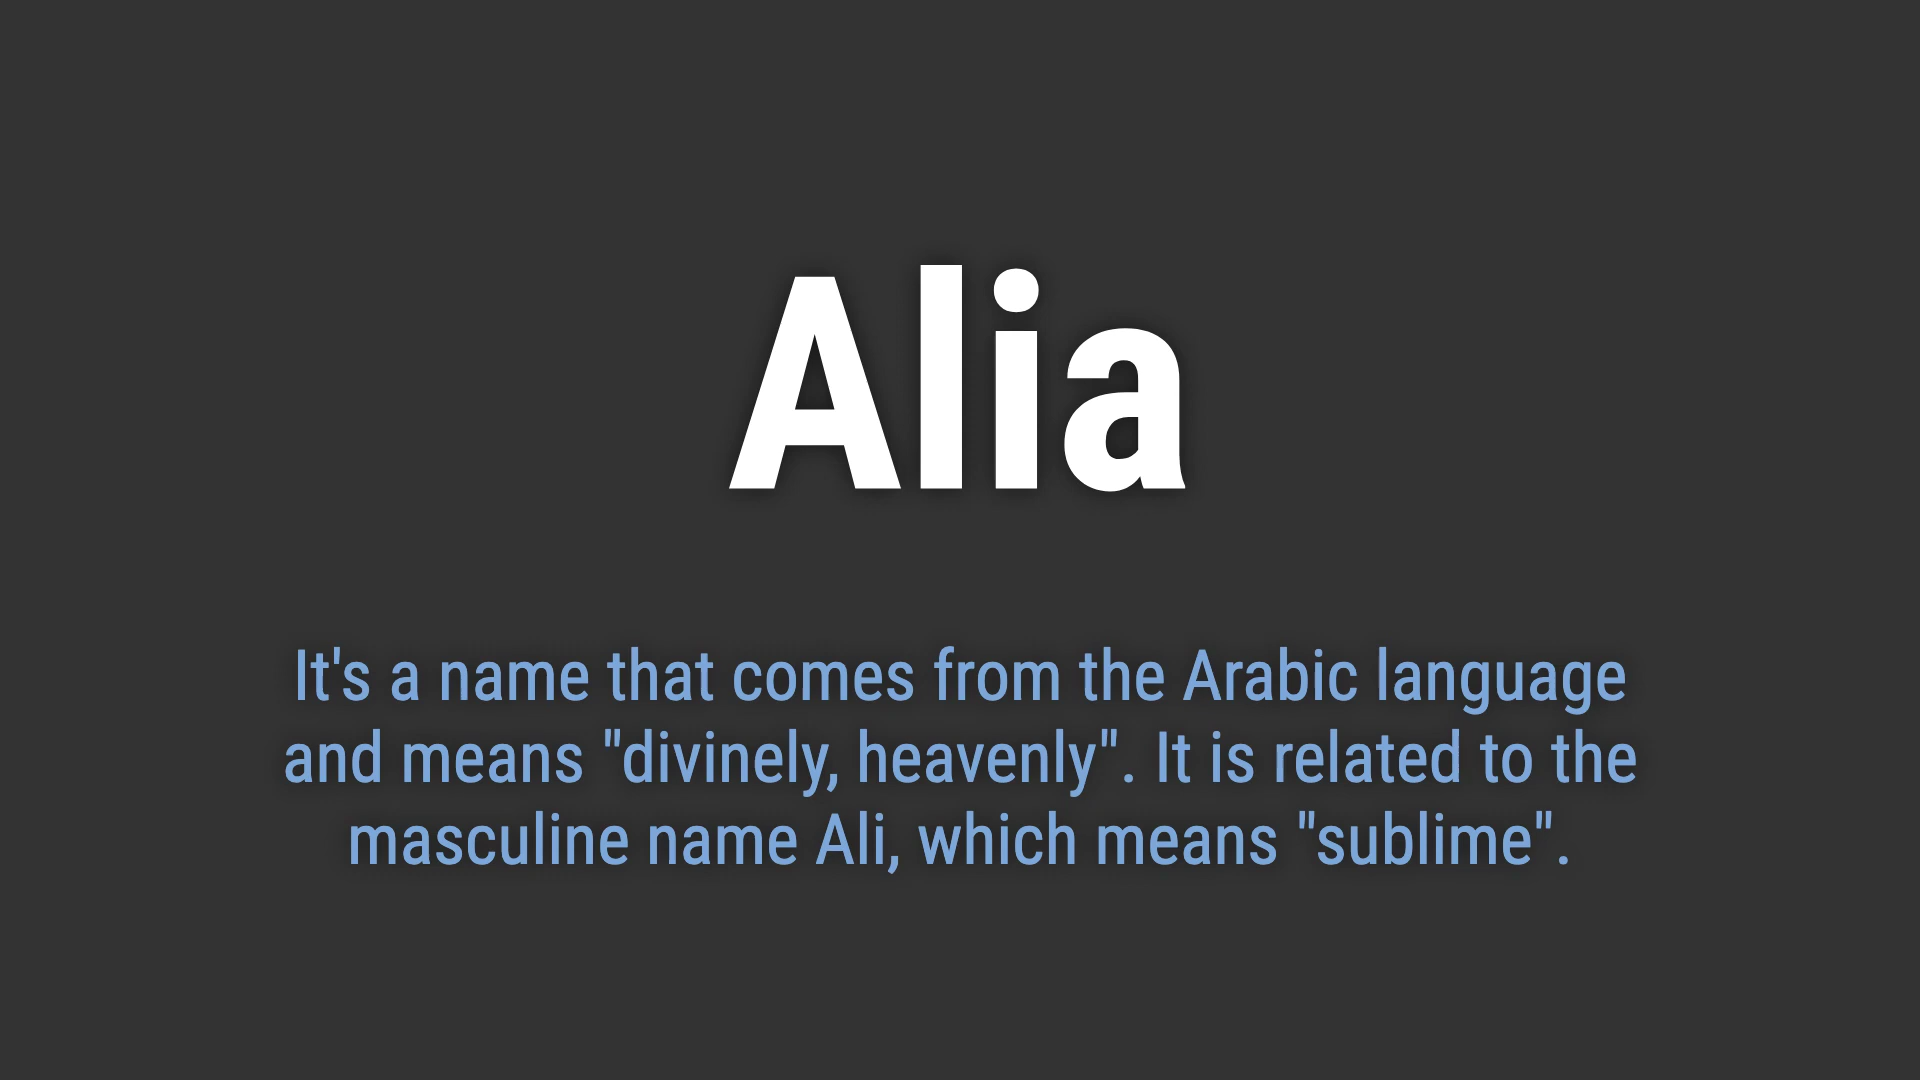 Alia
It's a name that comes from the Arabic language
and means "divinely, heavenly". It is related to the
masculine name Ali, which means "sublime".